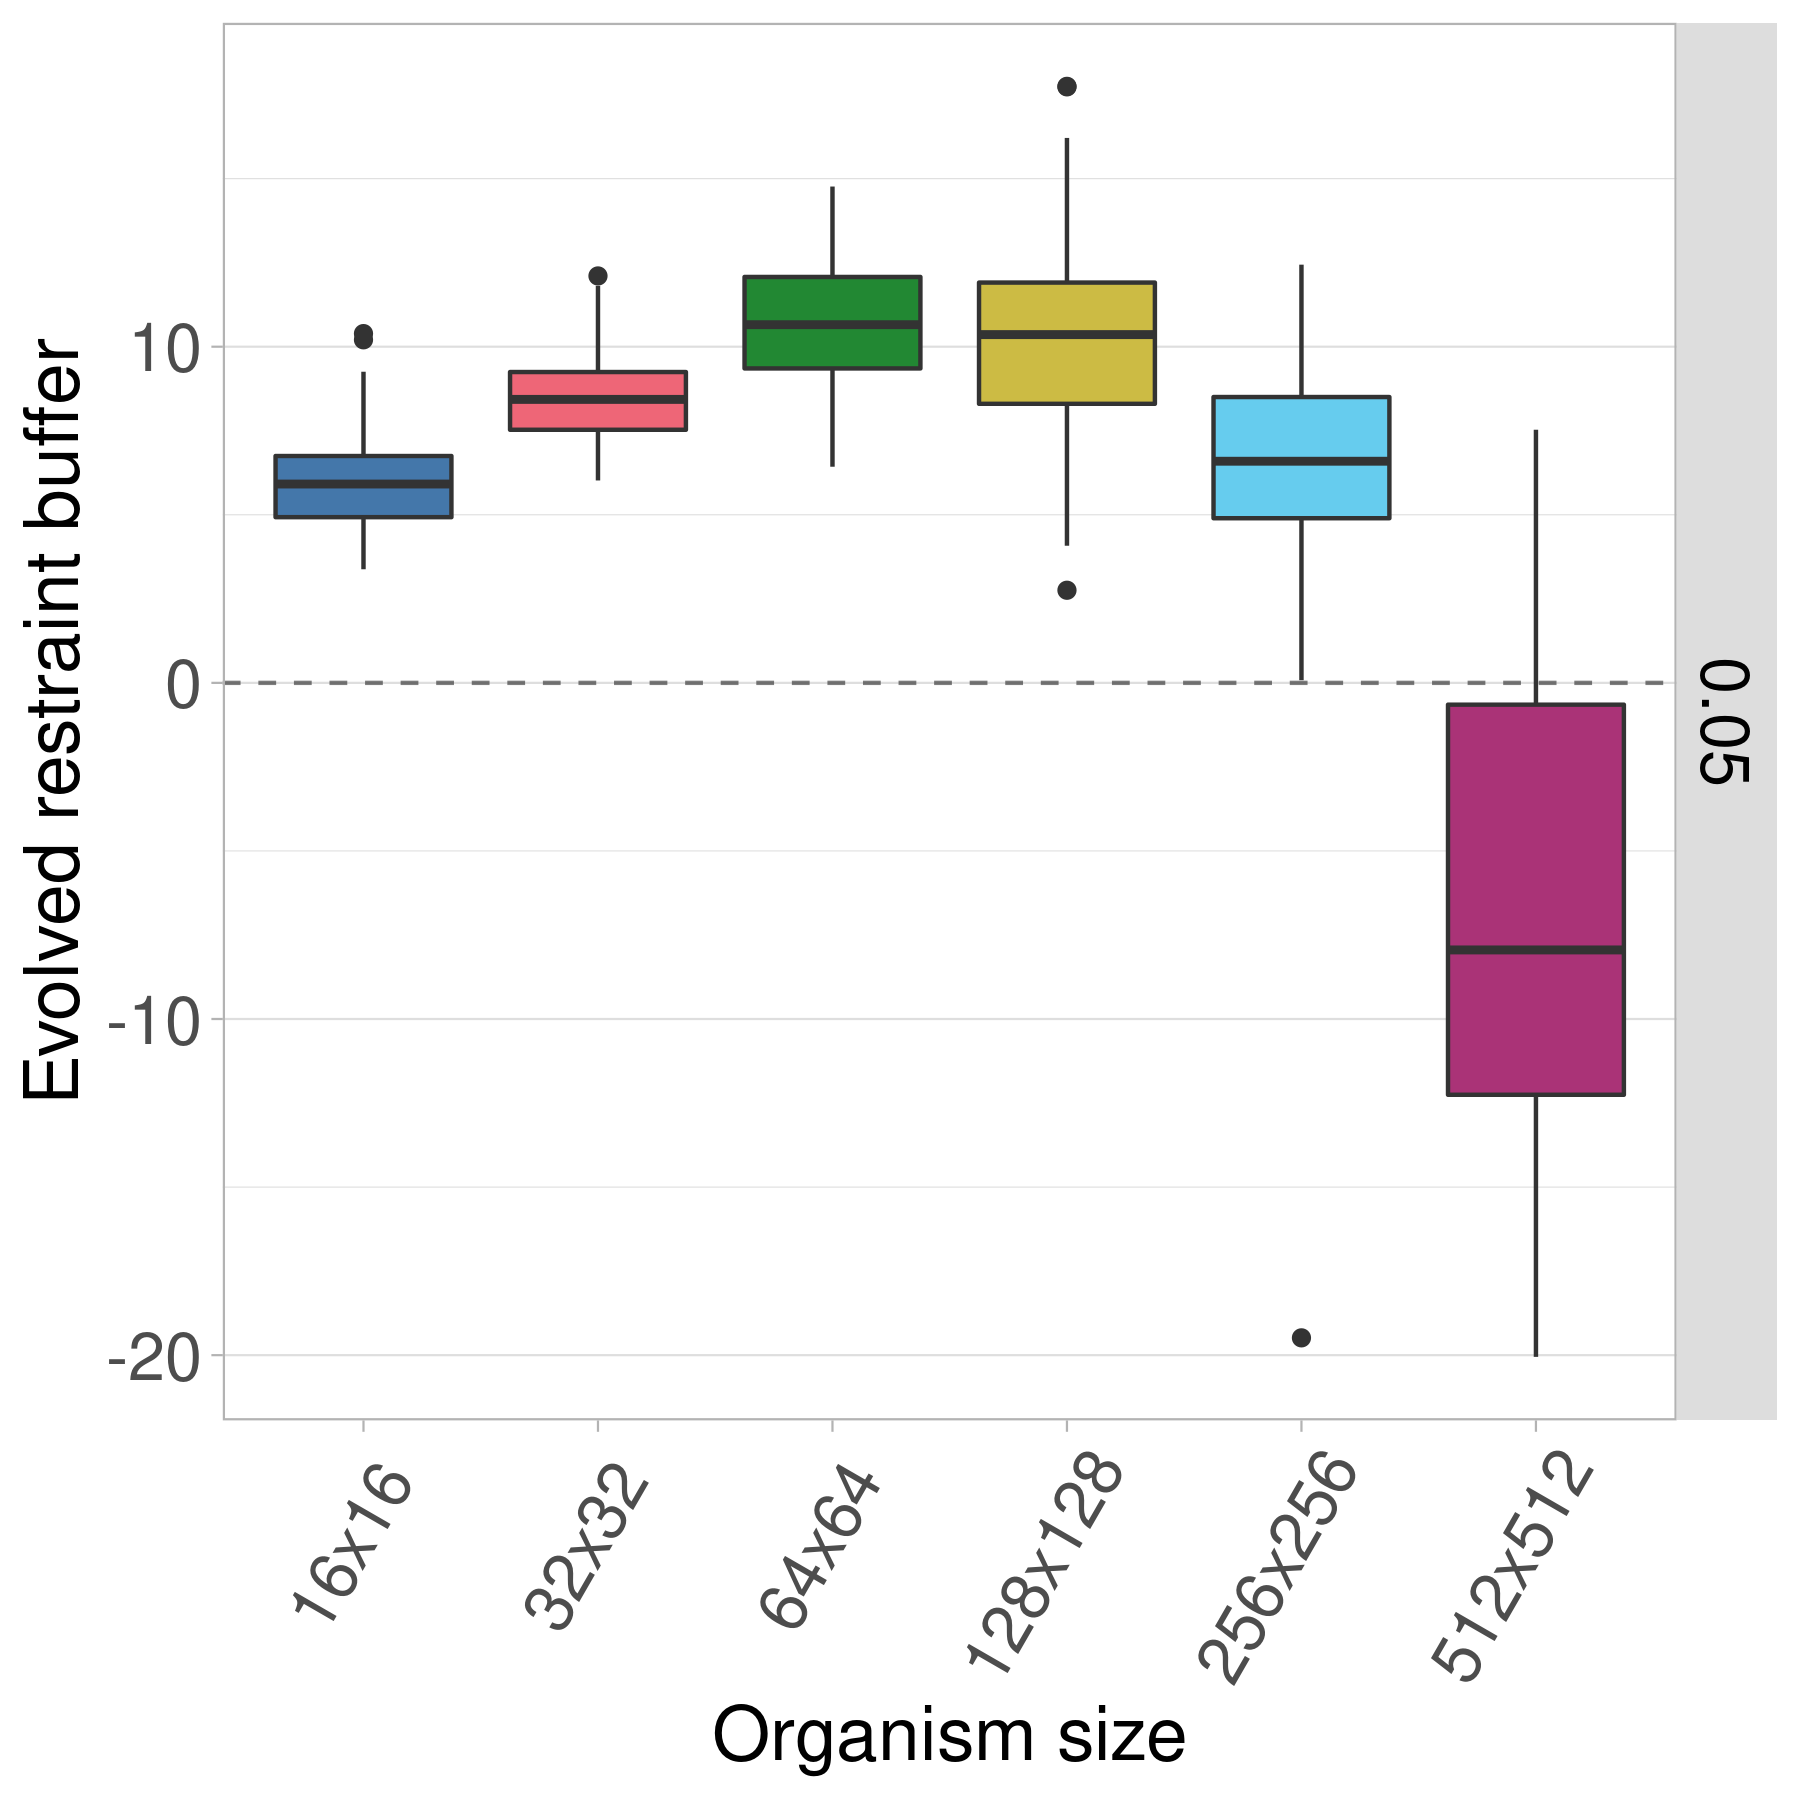 Evolved restraint buffer
10
0
-10
-20
0.05
16x16
32x32
64x64
128x128
256x256
512x512
Organism size